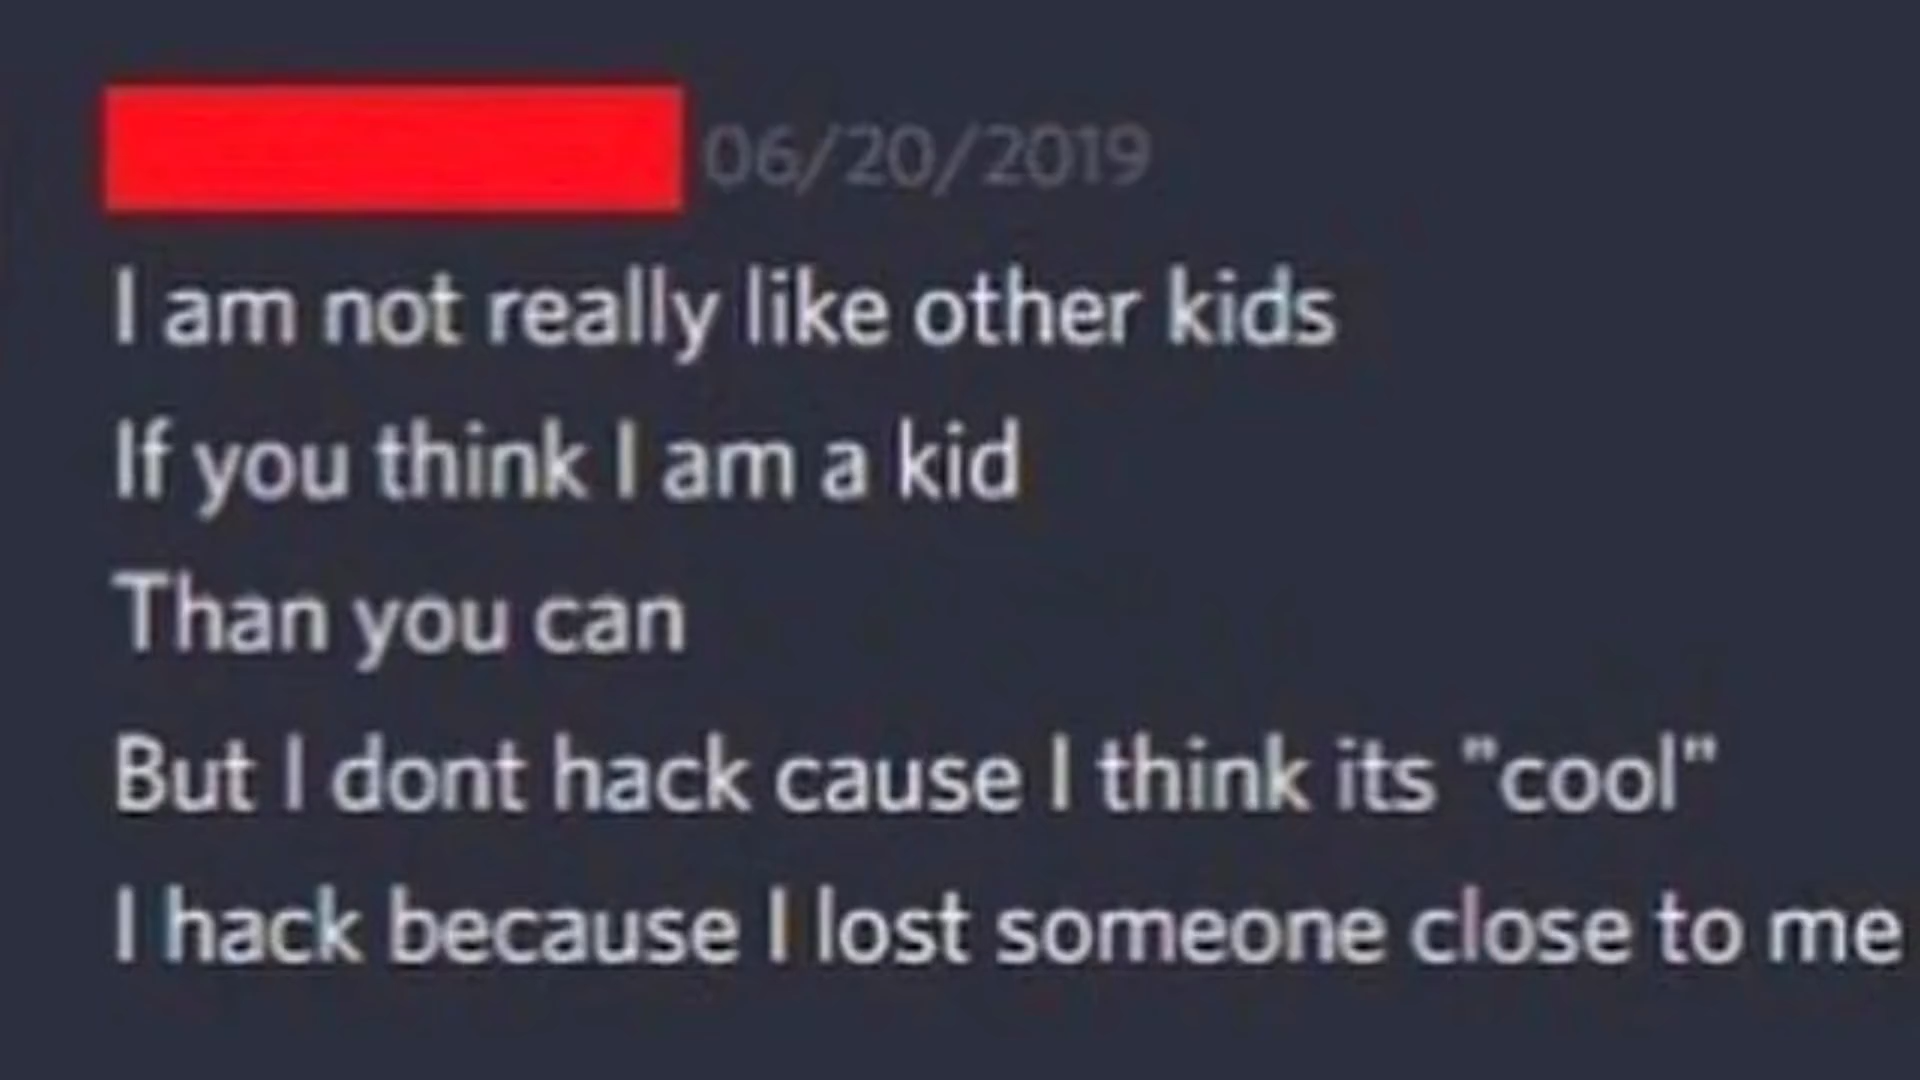 06/20/2019
I am not really like other kids
If you think I am a kid
Than you can
But I dont hack cause I think its "cool"
I hack because I lost someone close to me